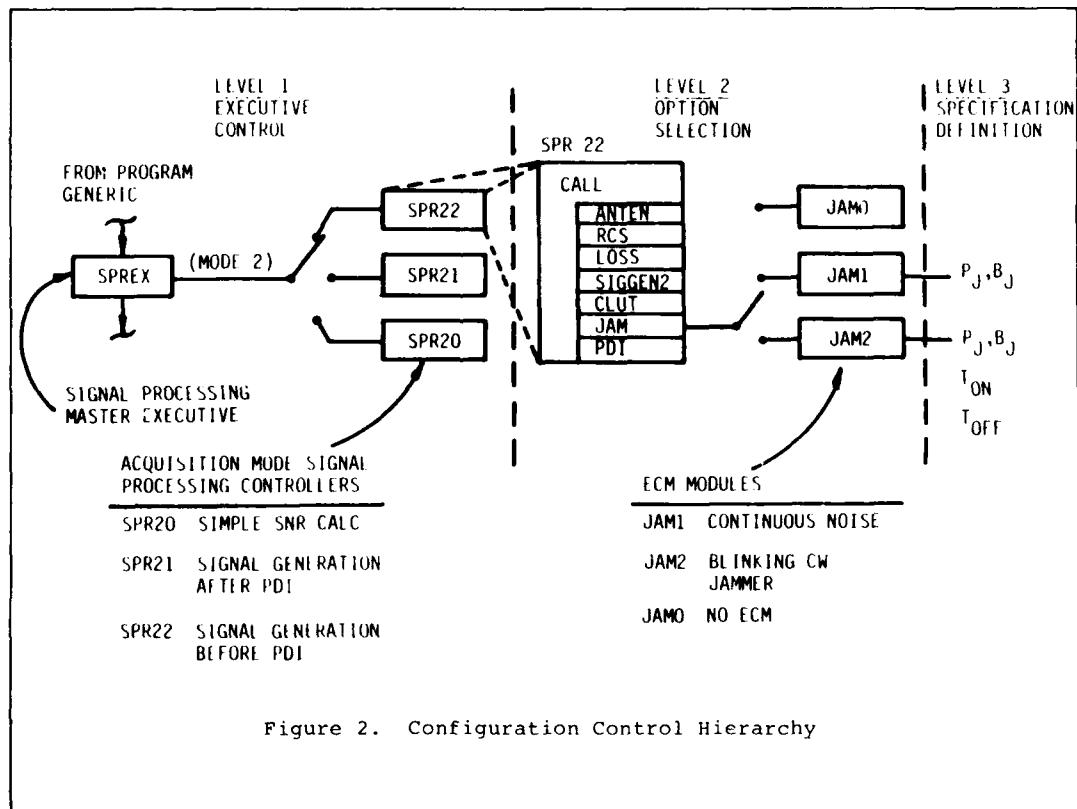 LEVEL 1
EXECUTIVE
CONTROL
LEVEL 2
OPTION
SELECTION
LEVEL 3
SPECIFICATION
DEFINITION
FROM PROGRAM
GENERIC
SPREX
(MODE 2)
SPR22
SPR21
SPR20
SIGNAL PROCESSING
MASTER EXECUTIVE
SPR 22
CALL
ANTEN
RCS
LOSS
SIGGEN2
CLUT
JAM
PDI
JAM0
JAM1
JAM2
P_J,B_J
P_J,B_J
T_ON
T_OFF
ACQUISITION MODE SIGNAL
PROCESSING CONTROLLERS
SPR20 SIMPLE SNR CALC
SPR21 SIGNAL GENERATION
AFTER PDI
SPR22 SIGNAL GENERATION
BEFORE PDI
ECM MODULES
JAM1 CONTINUOUS NOISE
JAM2 BLINKING CW
JAMMER
JAM0 NO ECM
Figure 2. Configuration Control Hierarchy